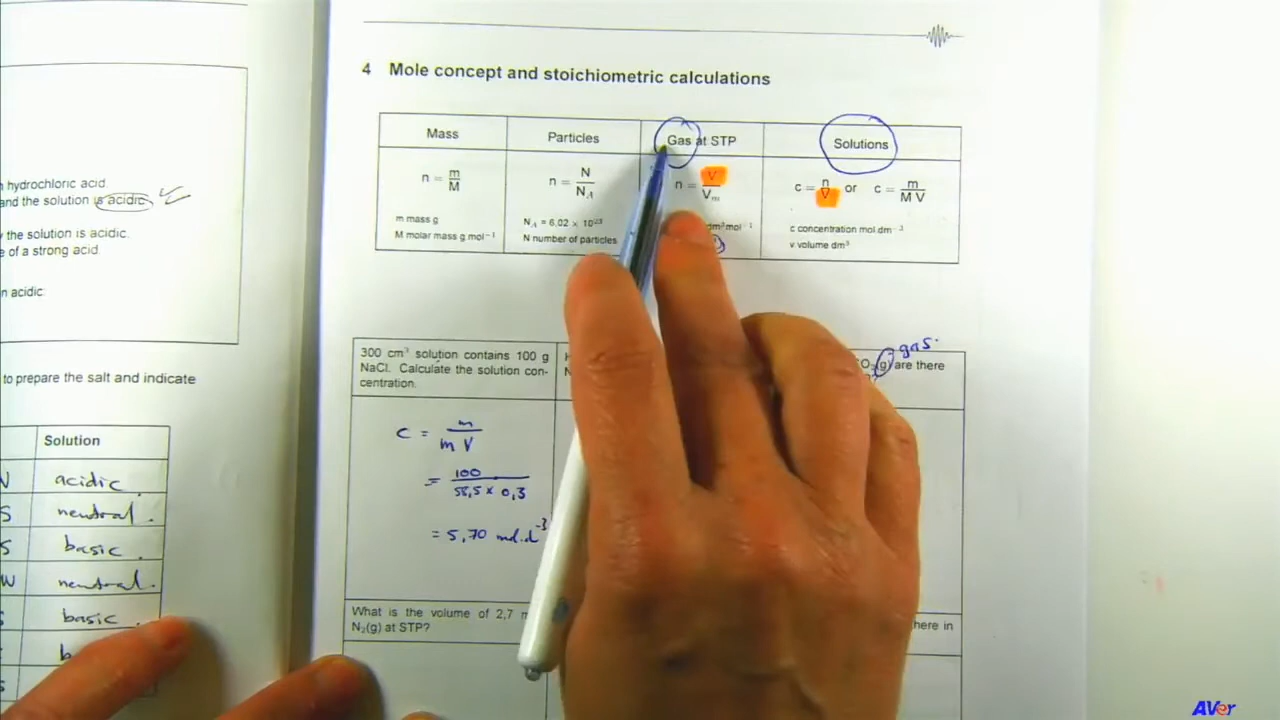 hydrochloric acid.
and the solution is acidic
the solution is acidic.
e of a strong acid.
n acidic.
to prepare the salt and indicate
Solution
acidic.
neutral.
basic.
neutral.
basic.
4 Mole concept and stoichiometric calculations
Mass Particles Gas at STP Solutions
n = m/M n = N/N_A n = V/V_m c = n/V or c = m/MV
m mass g N_A = 6.02 × 10²³ dm³mol⁻¹ c concentration mol.dm⁻³
M molar mass g.mol⁻¹ N number of particles v volume dm³
300 cm³ solution contains 100 g
NaCl. Calculate the solution con-
centration.
gas.
(g) are there
c = m/mV
= 100/58,5 × 0,3
= 5,70 mol.d⁻³
What is the volume of 2,7
N₂(g) at STP?
here in
AVer